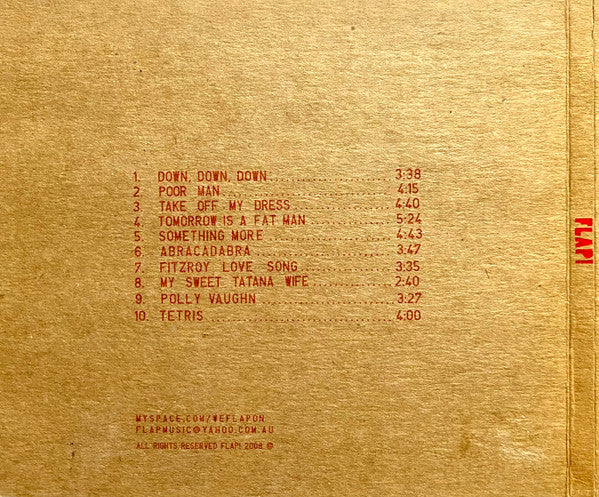 1. DOWN, DOWN, DOWN 3:38
2 POOR MAN 4:15
3 TAKE OFF MY DRESS 4:40
4 TOMORROW IS A FAT MAN 5:24
5 SOMETHING MORE 4:43
6. ABRACADABRA 3:47
7. FITZROY LOVE SONG 3:35
8. MY SWEET TATANA WIFE 2:40
9. POLLY VAUGHN 3:27
10. TETRIS 4:00
MYSPACE.COM/WEFLAPON
FLAPMUSIC@YAHOO.COM.AU
ALL RIGHTS RESERVED FLAP! 2008 ©
FLAP!